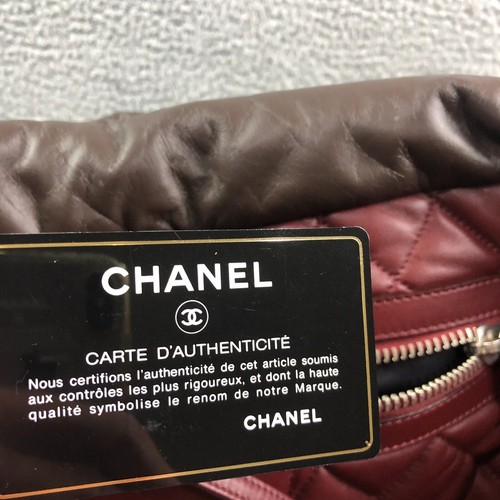 CHANEL
CARTE D'AUTHENTICITÉ
Nous certifions l'authenticité de cet article soumis
aux contrôles les plus rigoureux, et dont la haute
qualité symbolise le renom de notre Marque.
CHANEL